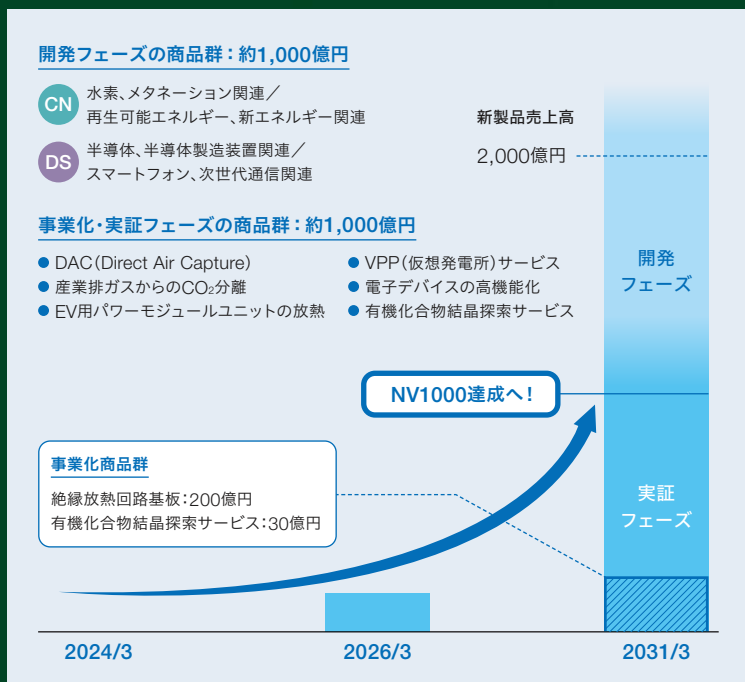 開発フェーズの商品群：約1,000億円
CN
水素、メタネーション関連／
再生可能エネルギー、新エネルギー関連
DS
半導体、半導体製造装置関連／
スマートフォン、次世代通信関連
新製品売上高
2,000億円
事業化・実証フェーズの商品群：約1,000億円
● DAC（Direct Air Capture）
● 産業排ガスからのCO₂分離
● EV用パワーモジュールユニットの放熱
● VPP（仮想発電所）サービス
● 電子デバイスの高機能化
● 有機化合物結晶探索サービス
開発
フェーズ
NV1000達成へ！
事業化商品群
絶縁放熱回路基板：200億円
有機化合物結晶探索サービス：30億円
実証
フェーズ
2024/3
2026/3
2031/3